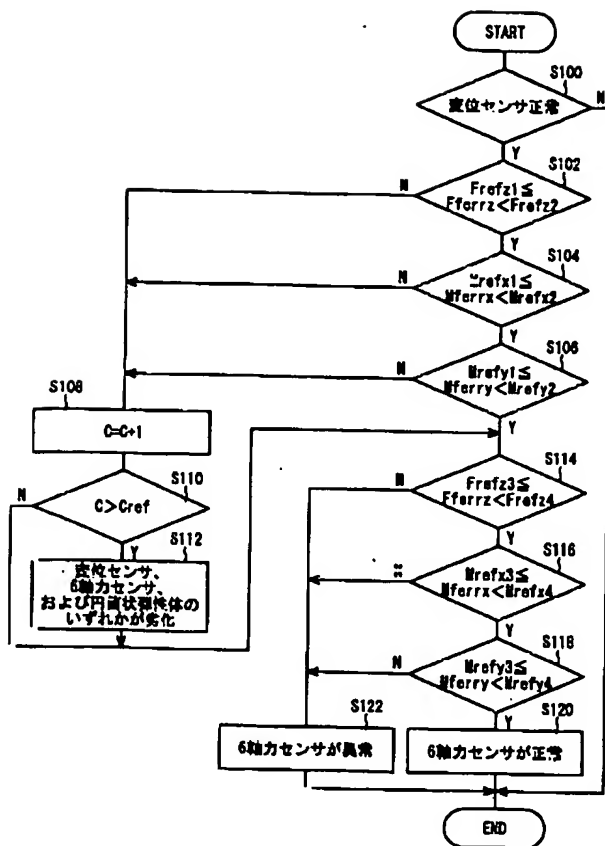 START
S100
変位センサ正常
N
Y
S102
Frefz1≦
Fferrz<Frefz2
N
Y
S104
Mrefx1≦
Mferrx<Mrefx2
N
Y
S106
Mrefy1≦
Mferry<Mrefy2
N
Y
S108
C=C+1
S110
C>Cref
N
Y
S112
変位センサ、
6軸力センサ、
および円直状弾性体の
いずれかが劣化
S114
Frefz3≦
Fferrz<Frefz4
N
Y
S116
Mrefx3≦
Mferrx<Mrefx4
Y
S118
Mrefy3≦
Mferry<Mrefy4
N
Y
S122
6軸力センサが異常
S120
6軸力センサが正常
END